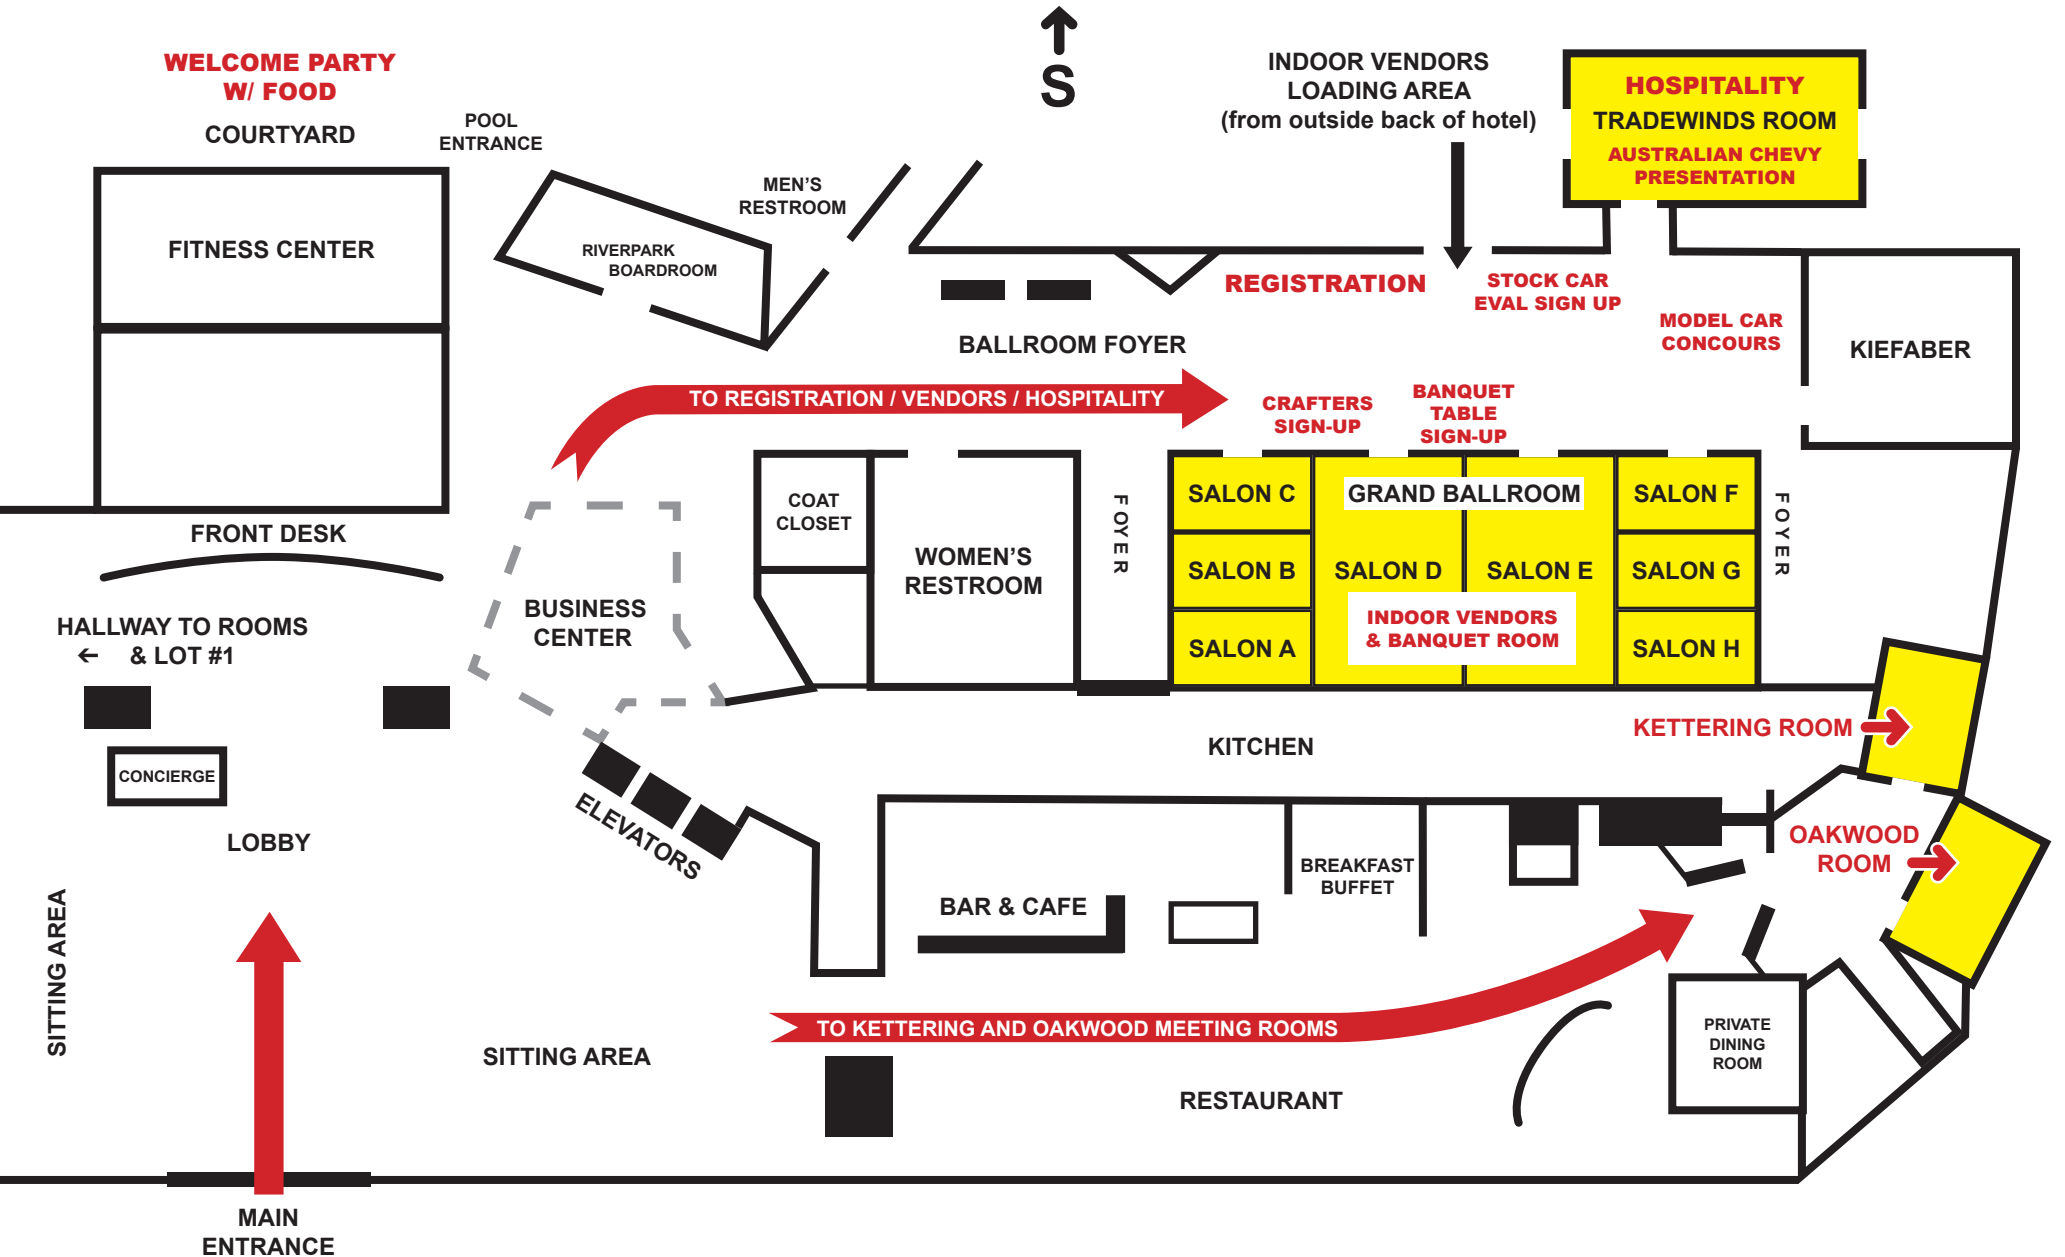 WELCOME PARTY
W/ FOOD
COURTYARD
POOL
ENTRANCE
S
INDOOR VENDORS
LOADING AREA
(from outside back of hotel)
HOSPITALITY
TRADEWINDS ROOM
AUSTRALIAN CHEVY
PRESENTATION
MEN'S
RESTROOM
FITNESS CENTER
RIVERPARK
BOARDROOM
REGISTRATION
STOCK CAR
EVAL SIGN UP
MODEL CAR
CONCOURS
KIEFABER
BALLROOM FOYER
TO REGISTRATION / VENDORS / HOSPITALITY
CRAFTERS
SIGN-UP
BANQUET
TABLE
SIGN-UP
COAT
CLOSET
WOMEN'S
RESTROOM
FOYER
SALON C
GRAND BALLROOM
SALON F
SALON B
SALON D
SALON E
SALON G
INDOOR VENDORS
& BANQUET ROOM
SALON A
SALON H
FOYER
FRONT DESK
BUSINESS
CENTER
HALLWAY TO ROOMS
← & LOT #1
CONCIERGE
LOBBY
ELEVATORS
KITCHEN
KETTERING ROOM
OAKWOOD
ROOM
BREAKFAST
BUFFET
BAR & CAFE
SITTING AREA
SITTING AREA
TO KETTERING AND OAKWOOD MEETING ROOMS
RESTAURANT
PRIVATE
DINING
ROOM
MAIN
ENTRANCE